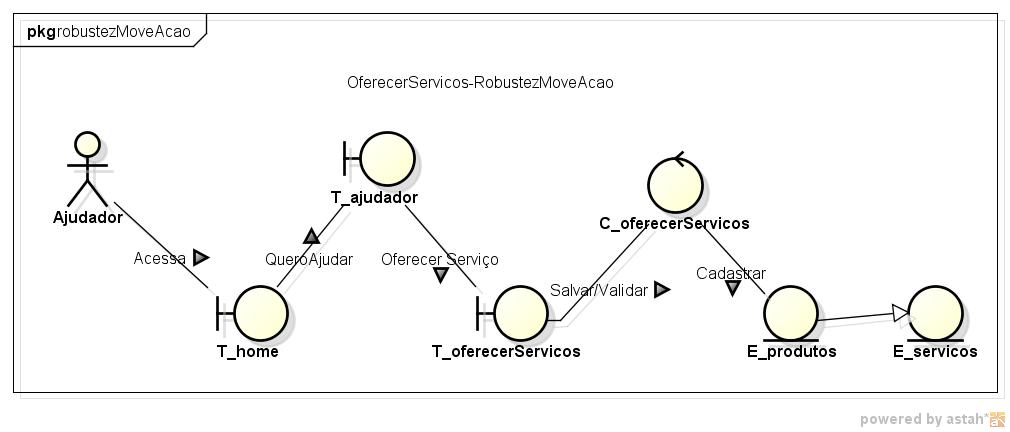 pkg robustezMoveAcao
OferecerServicos-RobustezMoveAcao
Ajudador
T_ajudador
C_oferecerServicos
Acessa
QueroAjudar
Oferecer Serviço
Salvar/Validar
Cadastrar
T_home
T_oferecerServicos
E_produtos
E_servicos
powered by astah*